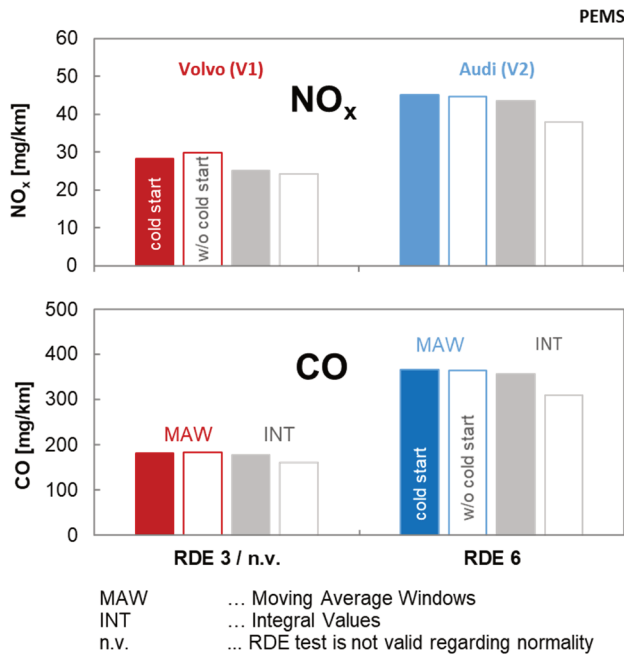 PEMS
60
50
40
30
20
10
0
NOx [mg/km]
Volvo (V1)
Audi (V2)
NOx
cold start
w/o cold start
500
400
300
200
100
0
CO [mg/km]
CO
MAW
INT
MAW
INT
cold start
w/o cold start
RDE 3 / n.v.
RDE 6
MAW … Moving Average Windows
INT … Integral Values
n.v. ... RDE test is not valid regarding normality